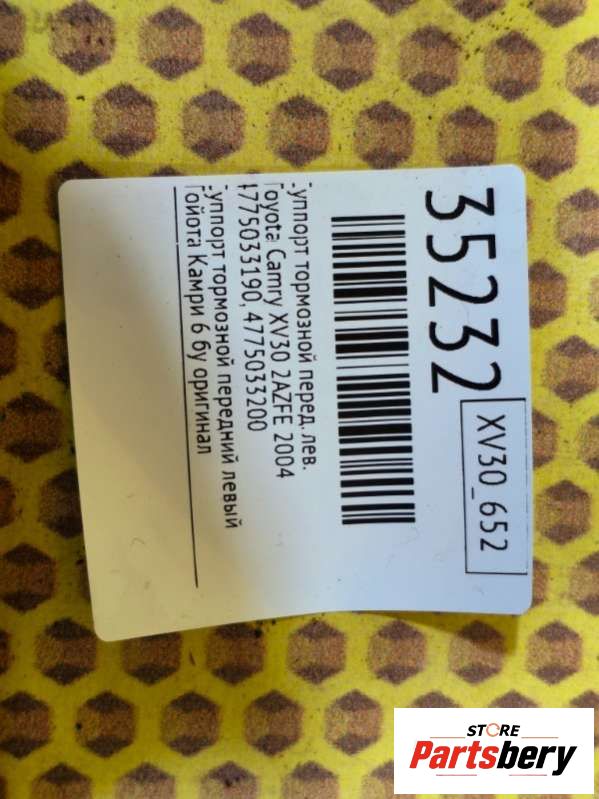 35232
XV30_652
уппорт тормозной перед. лев.
Toyota Camry XV30 2AZFE 2004
4775033190, 4775033200
уппорт тормозной передний левый
Тойота Камри 6 бу оригинал
STORE
Partsbery